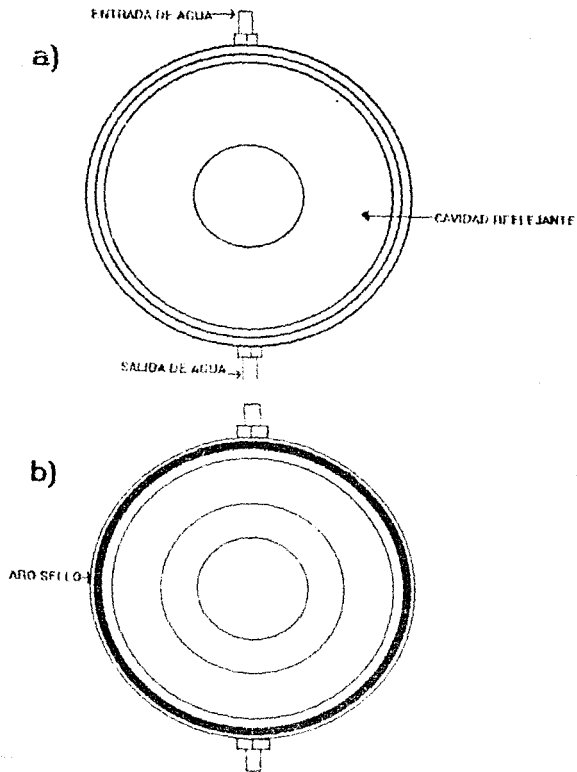 ENTRADA DE AGUA
a)
CAVIDAD REFLEJANTE
SALIDA DE AGUA
b)
ARO SELLO